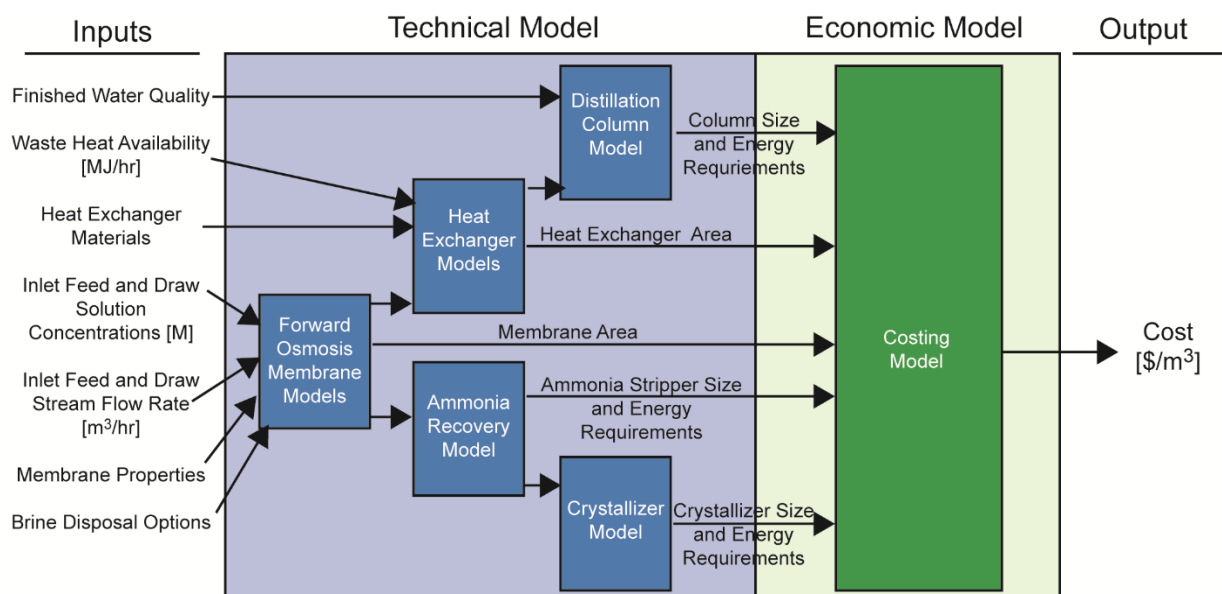 Inputs
Technical Model
Economic Model
Output
Finished Water Quality
Waste Heat Availability
[MJ/hr]
Heat Exchanger
Materials
Inlet Feed and Draw
Solution
Concentrations [M]
Inlet Feed and Draw
Stream Flow Rate
[m³/hr]
Membrane Properties
Brine Disposal Options
Distillation
Column
Model
Heat
Exchanger
Models
Forward
Osmosis
Membrane
Models
Ammonia
Recovery
Model
Crystallizer
Model
Column Size
and Energy
Requriements
Heat Exchanger Area
Membrane Area
Ammonia Stripper Size
and Energy
Requirements
Crystallizer Size
and Energy
Requirements
Costing
Model
Cost
[$/m³]